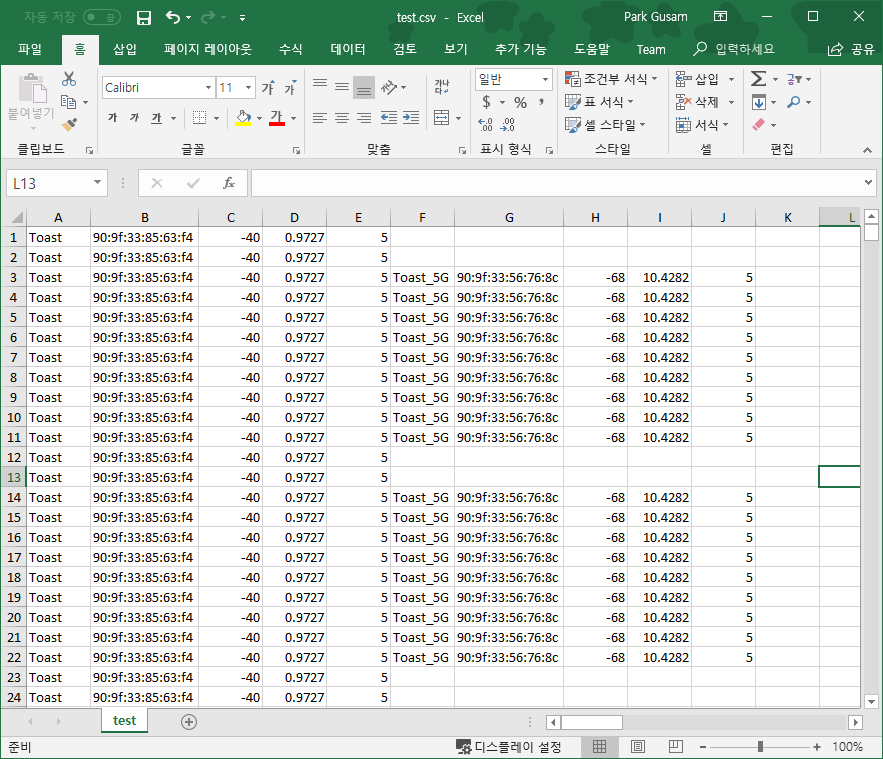 자동 저장 test.csv - Excel Park Gusam
파일 홈 삽입 페이지 레이아웃 수식 데이터 검토 보기 추가 기능 도움말 Team 입력하세요 공유
붙여넣기 Calibri 11 가 가 일반 조건부 서식 삽입
가 가 가 가 $ % , 표 서식 삭제
셀 스타일 서식
클립보드 글꼴 맞춤 표시 형식 스타일 셀 편집
L13 fx
A B C D E F G H I J K L
1 Toast 90:9f:33:85:63:f4 -40 0.9727 5
2 Toast 90:9f:33:85:63:f4 -40 0.9727 5
3 Toast 90:9f:33:85:63:f4 -40 0.9727 5 Toast_5G 90:9f:33:56:76:8c -68 10.4282 5
4 Toast 90:9f:33:85:63:f4 -40 0.9727 5 Toast_5G 90:9f:33:56:76:8c -68 10.4282 5
5 Toast 90:9f:33:85:63:f4 -40 0.9727 5 Toast_5G 90:9f:33:56:76:8c -68 10.4282 5
6 Toast 90:9f:33:85:63:f4 -40 0.9727 5 Toast_5G 90:9f:33:56:76:8c -68 10.4282 5
7 Toast 90:9f:33:85:63:f4 -40 0.9727 5 Toast_5G 90:9f:33:56:76:8c -68 10.4282 5
8 Toast 90:9f:33:85:63:f4 -40 0.9727 5 Toast_5G 90:9f:33:56:76:8c -68 10.4282 5
9 Toast 90:9f:33:85:63:f4 -40 0.9727 5 Toast_5G 90:9f:33:56:76:8c -68 10.4282 5
10 Toast 90:9f:33:85:63:f4 -40 0.9727 5 Toast_5G 90:9f:33:56:76:8c -68 10.4282 5
11 Toast 90:9f:33:85:63:f4 -40 0.9727 5 Toast_5G 90:9f:33:56:76:8c -68 10.4282 5
12 Toast 90:9f:33:85:63:f4 -40 0.9727 5
13 Toast 90:9f:33:85:63:f4 -40 0.9727 5
14 Toast 90:9f:33:85:63:f4 -40 0.9727 5 Toast_5G 90:9f:33:56:76:8c -68 10.4282 5
15 Toast 90:9f:33:85:63:f4 -40 0.9727 5 Toast_5G 90:9f:33:56:76:8c -68 10.4282 5
16 Toast 90:9f:33:85:63:f4 -40 0.9727 5 Toast_5G 90:9f:33:56:76:8c -68 10.4282 5
17 Toast 90:9f:33:85:63:f4 -40 0.9727 5 Toast_5G 90:9f:33:56:76:8c -68 10.4282 5
18 Toast 90:9f:33:85:63:f4 -40 0.9727 5 Toast_5G 90:9f:33:56:76:8c -68 10.4282 5
19 Toast 90:9f:33:85:63:f4 -40 0.9727 5 Toast_5G 90:9f:33:56:76:8c -68 10.4282 5
20 Toast 90:9f:33:85:63:f4 -40 0.9727 5 Toast_5G 90:9f:33:56:76:8c -68 10.4282 5
21 Toast 90:9f:33:85:63:f4 -40 0.9727 5 Toast_5G 90:9f:33:56:76:8c -68 10.4282 5
22 Toast 90:9f:33:85:63:f4 -40 0.9727 5 Toast_5G 90:9f:33:56:76:8c -68 10.4282 5
23 Toast 90:9f:33:85:63:f4 -40 0.9727 5
24 Toast 90:9f:33:85:63:f4 -40 0.9727 5
test
준비 디스플레이 설정 100%